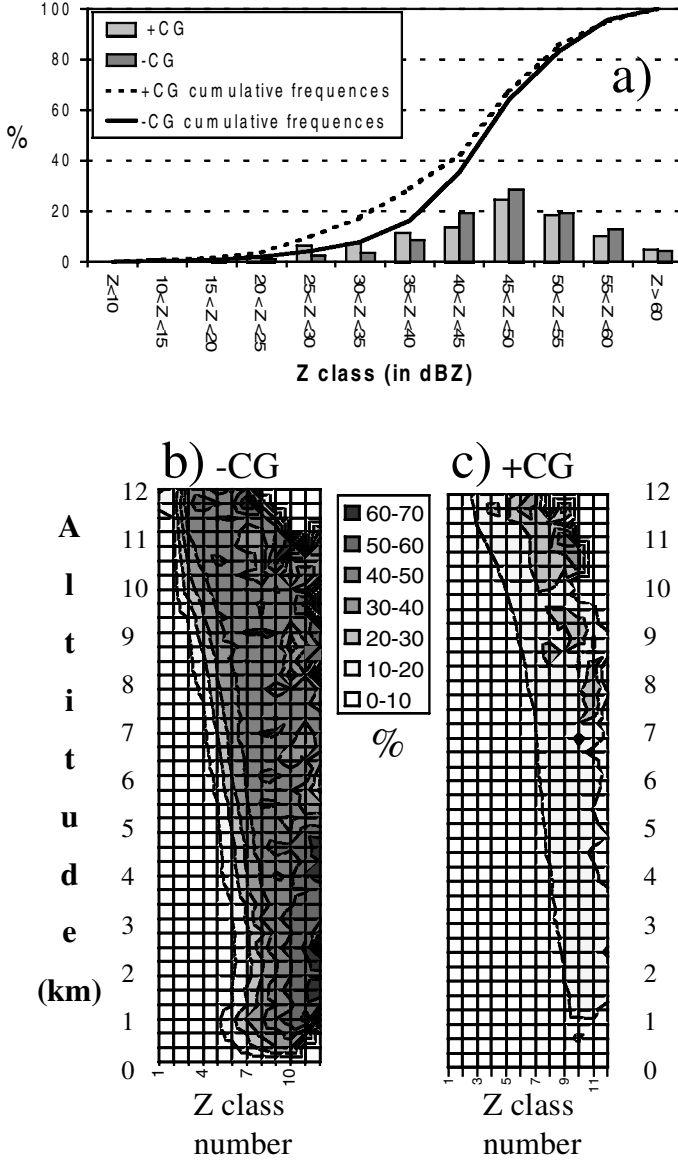 100
80
60
40
20
0
%
+CG
-CG
+CG cumulative frequences
-CG cumulative frequences
a)
Z<10
10<Z<15
15<Z<20
20<Z<25
25<Z<30
30<Z<35
35<Z<40
40<Z<45
45<Z<50
50<Z<55
55<Z<60
Z>60
Z class (in dBZ)
b) -CG
c) +CG
Altitude
(km)
12
11
10
9
8
7
6
5
4
3
2
1
0
1 4 7 10
Z class
number
60-70
50-60
40-50
30-40
20-30
10-20
0-10
%
12
11
10
9
8
7
6
5
4
3
2
1
0
1 3 5 7 9 11
Z class
number